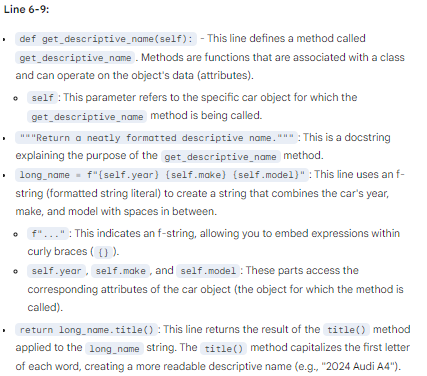 Line 6-9:
• def get_descriptive_name(self): - This line defines a method called
get_descriptive_name . Methods are functions that are associated with a class
and can operate on the object's data (attributes).
○ self : This parameter refers to the specific car object for which the
get_descriptive_name method is being called.
• """Return a neatly formatted descriptive name.""" : This is a docstring
explaining the purpose of the get_descriptive_name method.
• long_name = f"{self.year} {self.make} {self.model}" : This line uses an f-
string (formatted string literal) to create a string that combines the car's year,
make, and model with spaces in between.
○ f"..." : This indicates an f-string, allowing you to embed expressions within
curly braces ( {} ).
○ self.year , self.make , and self.model : These parts access the
corresponding attributes of the car object (the object for which the method is
called).
• return long_name.title() : This line returns the result of the title() method
applied to the long_name string. The title() method capitalizes the first letter
of each word, creating a more readable descriptive name (e.g., "2024 Audi A4").